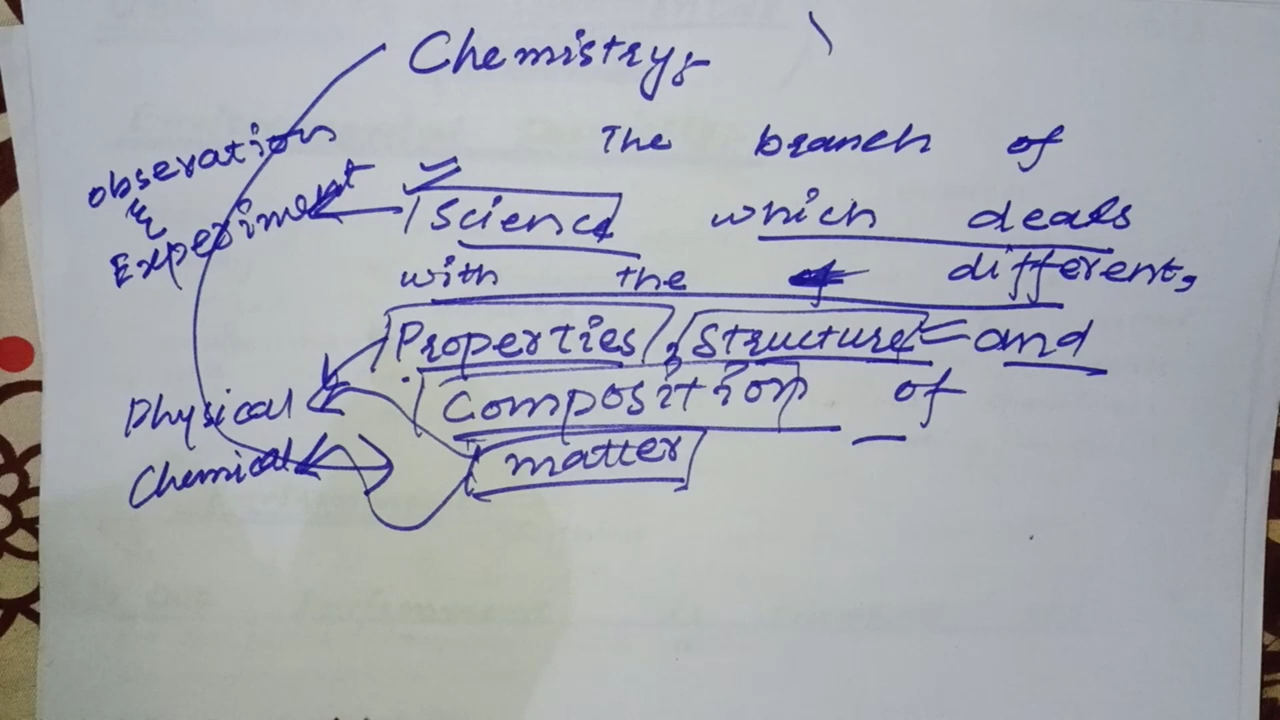 Chemistry:
The branch of
Observation
&
Experiment
Science which deals
with the different,
Properties, Structure and
Composition of
matter
Physical
Chemical